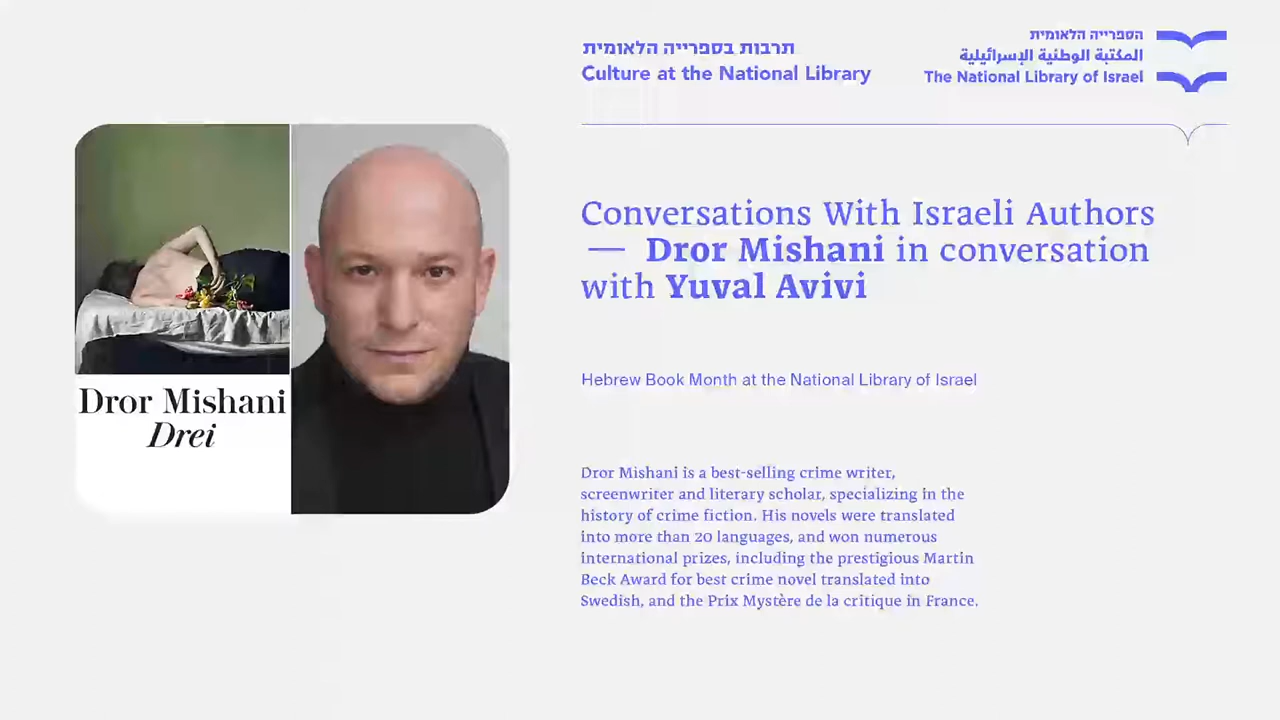 תרבות בספרייה הלאומית
Culture at the National Library
הספרייה הלאומית
المكتبة الوطنية الإسرائيلية
The National Library of Israel
Dror Mishani
Drei
Conversations With Israeli Authors
— Dror Mishani in conversation
with Yuval Avivi
Hebrew Book Month at the National Library of Israel
Dror Mishani is a best-selling crime writer,
screenwriter and literary scholar, specializing in the
history of crime fiction. His novels were translated
into more than 20 languages, and won numerous
international prizes, including the prestigious Martin
Beck Award for best crime novel translated into
Swedish, and the Prix Mystère de la critique in France.